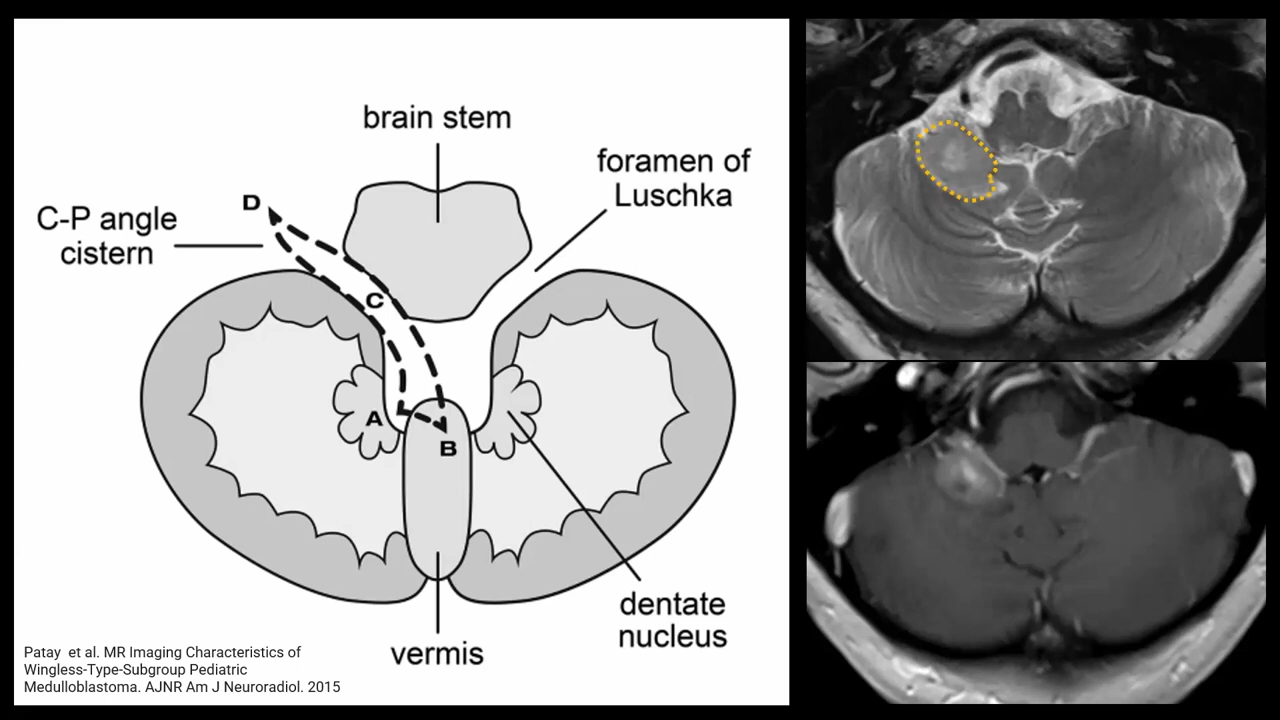 brain stem
foramen of
Luschka
D
C-P angle
cistern
C
A
B
dentate
nucleus
vermis
Patay et al. MR Imaging Characteristics of
Wingless-Type-Subgroup Pediatric
Medulloblastoma. AJNR Am J Neuroradiol. 2015